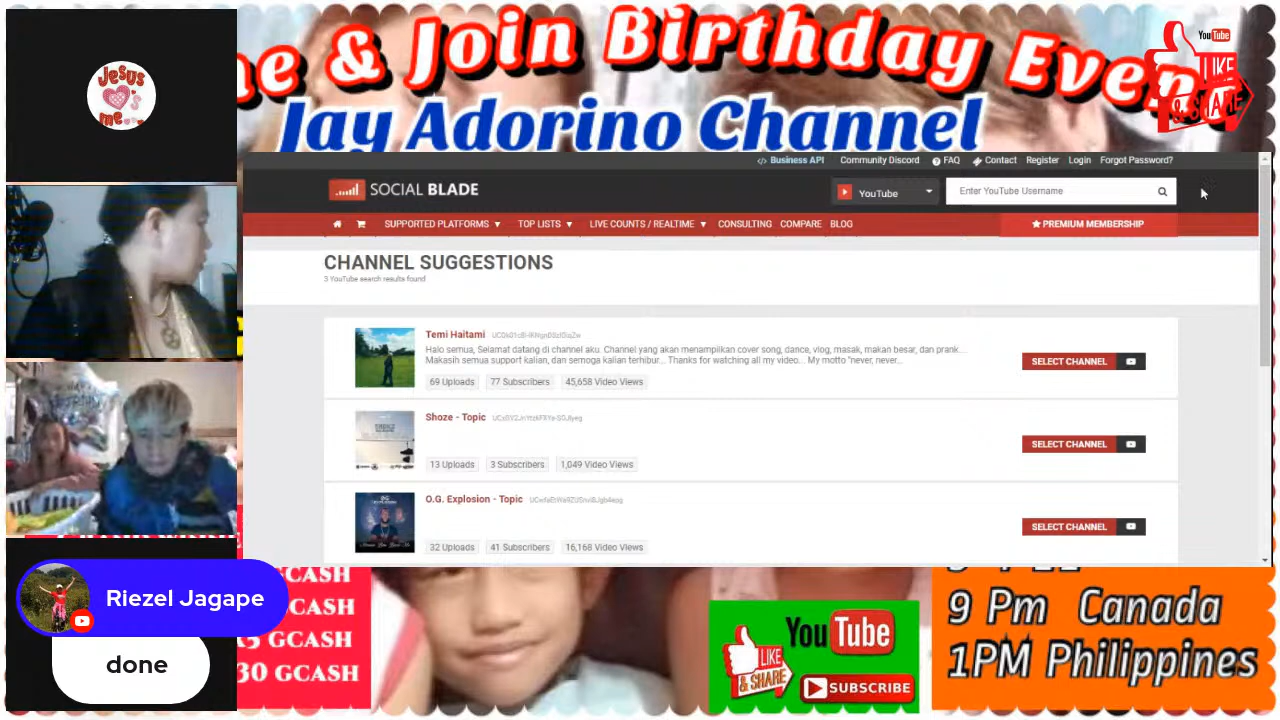 ne & Join Birthday Even
Jay Adorino Channel
YouTube
LIKE
& SHARE
Jesus
me
Business API Community Discord FAQ Contact Register Login Forgot Password?
SOCIAL BLADE
YouTube
Enter YouTube Username
SUPPORTED PLATFORMS TOP LISTS LIVE COUNTS / REALTIME CONSULTING COMPARE BLOG
PREMIUM MEMBERSHIP
CHANNEL SUGGESTIONS
3 YouTube search results found
Temi Haitami
Halo semua, Selamat datang di channel aku. Channel yang akan menampilkan cover song, dance, vlog, masak, makan besar, dan prank...
Makasih semua support kalian, dan semoga kalian terhibur... Thanks for watching all my video... My motto "never, never...
69 Uploads 77 Subscribers 45,658 Video Views
SELECT CHANNEL
Shoze - Topic
13 Uploads 3 Subscribers 1,049 Video Views
SELECT CHANNEL
O.G. Explosion - Topic
32 Uploads 41 Subscribers 16,168 Video Views
SELECT CHANNEL
GCASH
GCASH
GCASH
30 GCASH
Riezel Jagape
done
YouTube
LIKE
& SHARE
SUBSCRIBE
9 Pm Canada
1PM Philippines